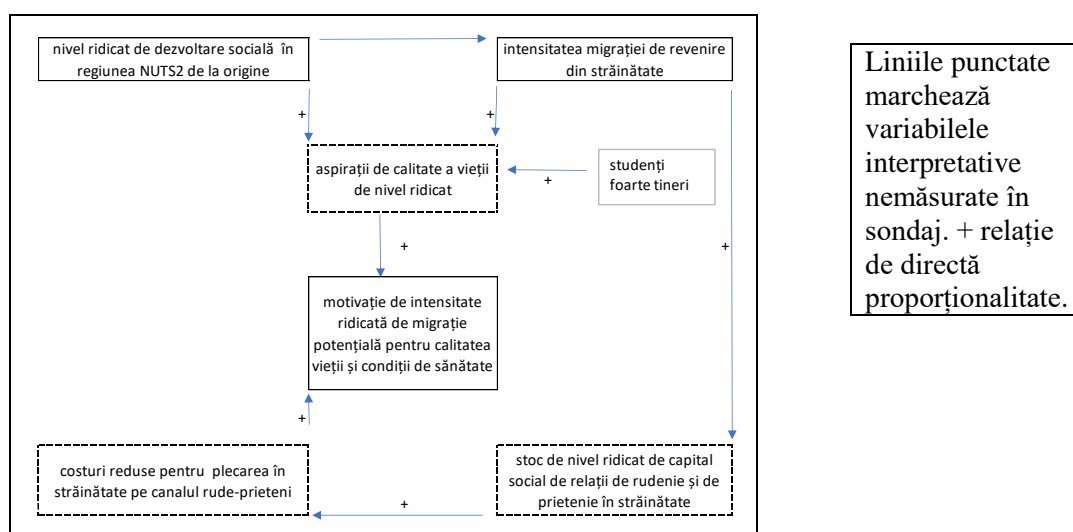 nivel ridicat de dezvoltare socială în
regiunea NUTS2 de la origine
intensitatea migrației de revenire
din străinătate
+
+
aspirații de calitate a vieții
de nivel ridicat
+
studenți
foarte tineri
+
+
motivație de intensitate
ridicată de migrație
potențială pentru calitatea
vieții și condiții de sănătate
+
costuri reduse pentru plecarea în
străinătate pe canalul rude-prieteni
+
stoc de nivel ridicat de capital
social de relații de rudenie și de
prietenie în străinătate
Liniile punctate
marchează
variabilele
interpretative
nemăsurate în
sondaj. + relație
de directă
proporționalitate.